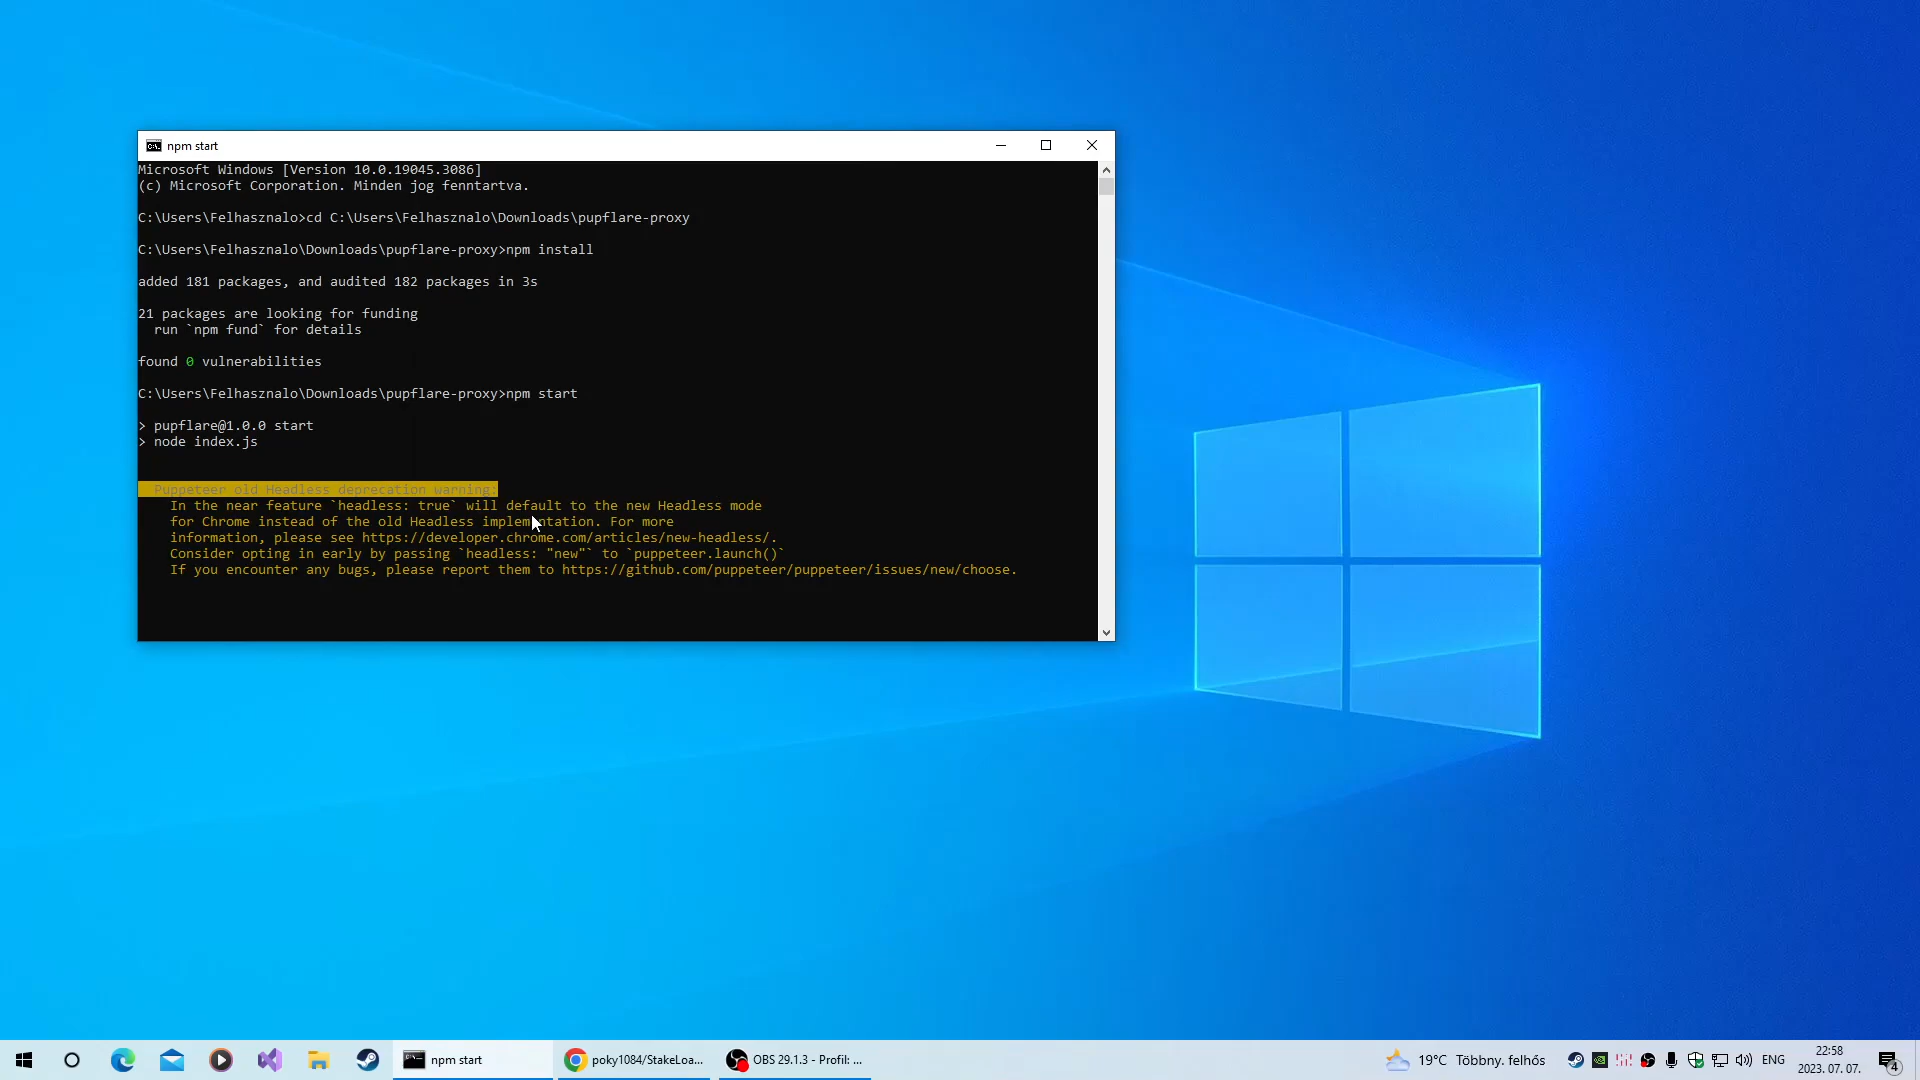 npm start
Microsoft Windows [Version 10.0.19045.3086]
(c) Microsoft Corporation. Minden jog fenntartva.
C:\Users\Felhasznalo>cd C:\Users\Felhasznalo\Downloads\pupflare-proxy
C:\Users\Felhasznalo\Downloads\pupflare-proxy>npm install
added 181 packages, and audited 182 packages in 3s
21 packages are looking for funding
run `npm fund` for details
found 0 vulnerabilities
C:\Users\Felhasznalo\Downloads\pupflare-proxy>npm start
> pupflare@1.0.0 start
> node index.js
Puppeteer old Headless deprecation warning:
In the near feature `headless: true` will default to the new Headless mode
for Chrome instead of the old Headless implementation. For more
information, please see https://developer.chrome.com/articles/new-headless/.
Consider opting in early by passing `headless: "new"` to `puppeteer.launch()`
If you encounter any bugs, please report them to https://github.com/puppeteer/puppeteer/issues/new/choose.
npm start
poky1084/StakeLoa...
OBS 29.1.3 - Profil: ...
19°C Többny. felhős
ENG
22:58
2023. 07. 07.
4